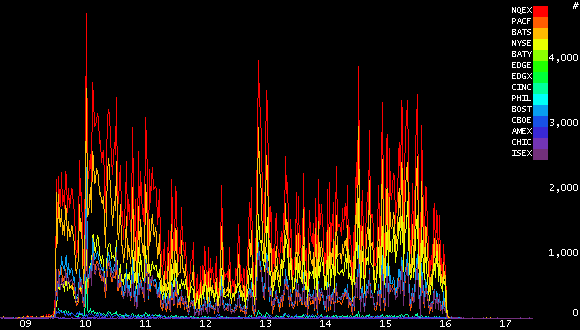 NQEX #
PACF
BATS
NYSE
BATY 4,000
EDGE
EDGX
CINC
PHIL
BOST
CBOE 3,000
AMEX
CHIC
ISEX
2,000
1,000
0
09 10 11 12 13 14 15 16 17